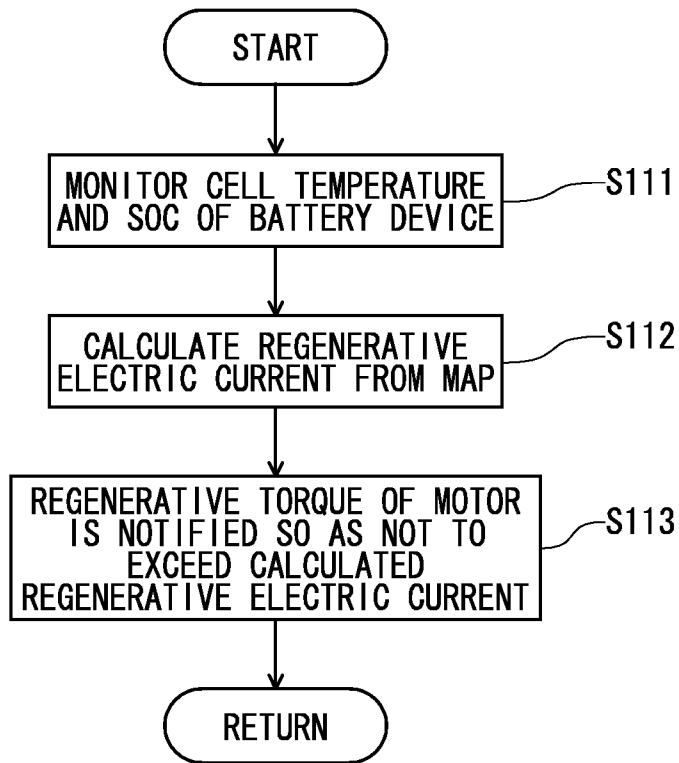 START
MONITOR CELL TEMPERATURE
AND SOC OF BATTERY DEVICE
S111
CALCULATE REGENERATIVE
ELECTRIC CURRENT FROM MAP
S112
REGENERATIVE TORQUE OF MOTOR
IS NOTIFIED SO AS NOT TO
EXCEED CALCULATED
REGENERATIVE ELECTRIC CURRENT
S113
RETURN